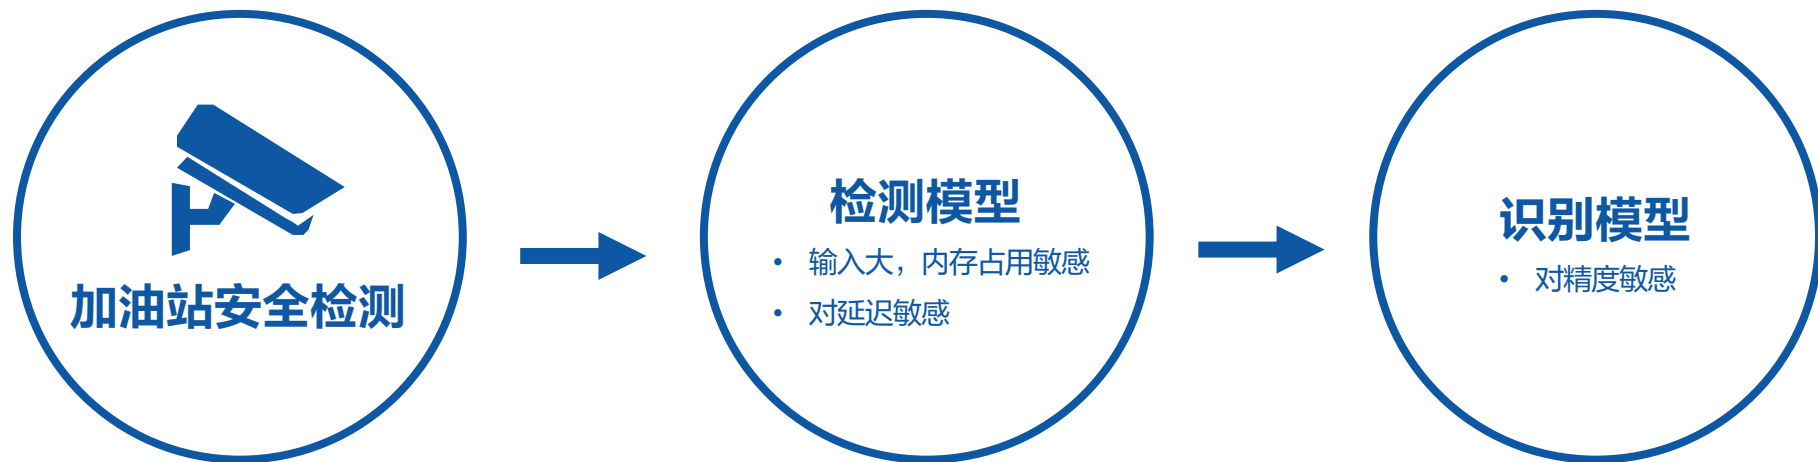 加油站安全检测
检测模型
• 输入大，内存占用敏感
• 对延迟敏感
识别模型
• 对精度敏感